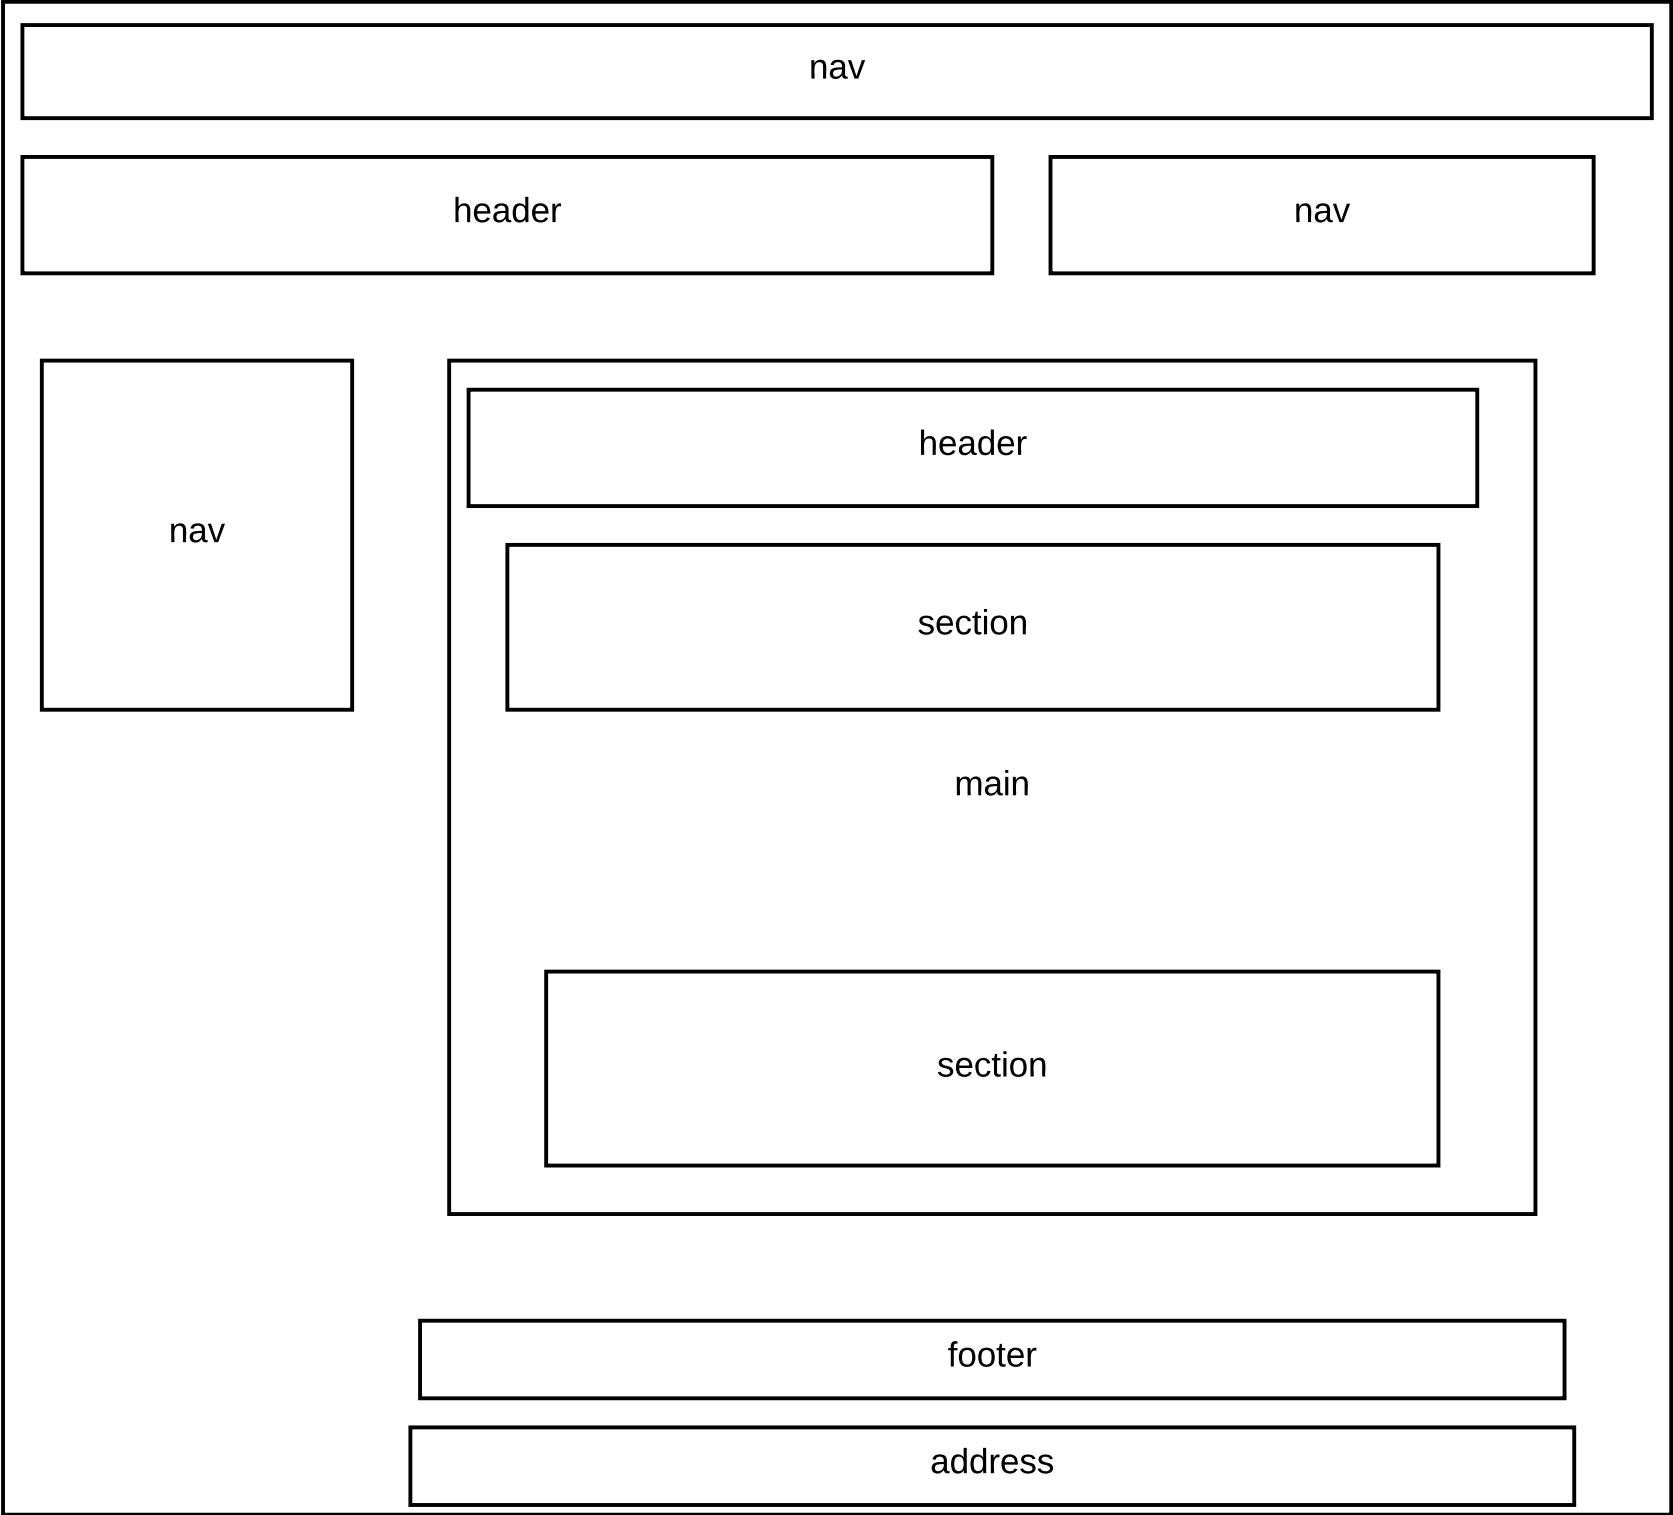 nav
header
nav
nav
header
section
main
section
footer
address